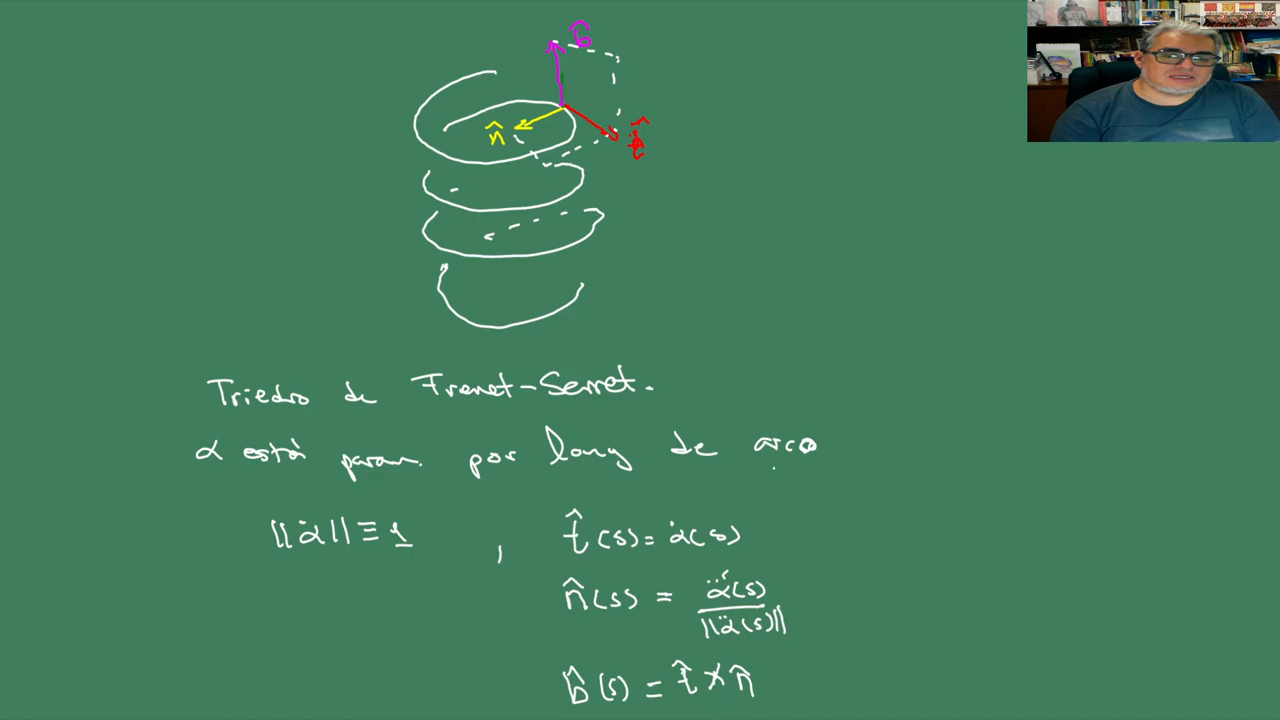 b̂
n̂
t̂
Triedro de Frenet-Serret.
α está param. por long de arco
||α̇|| ≡ 1 , t̂(s) = α̇(s)
n̂(s) = α̈(s) / ||α̈(s)||
b̂(s) = t̂ × n̂